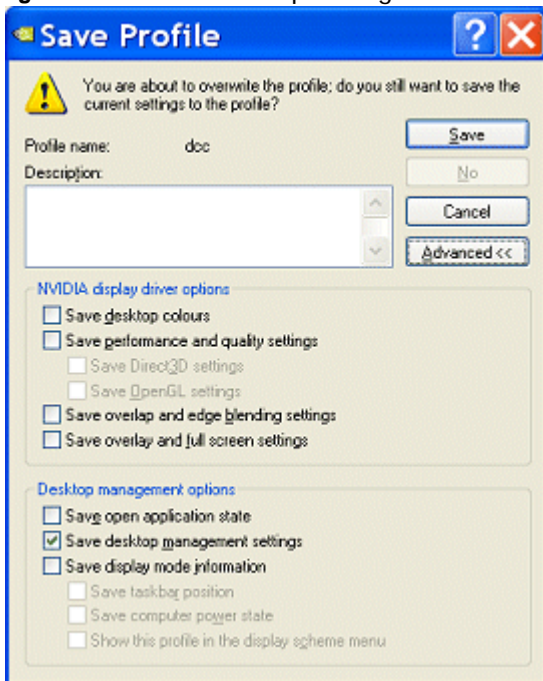 Save Profile
You are about to overwrite the profile; do you still want to save the
current settings to the profile?
Profile name: dcc
Description:
Save
No
Cancel
Advanced <<
NVIDIA display driver options
Save desktop colours
Save performance and quality settings
Save Direct3D settings
Save OpenGL settings
Save overlap and edge blending settings
Save overlay and full screen settings
Desktop management options
Save open application state
Save desktop management settings
Save display mode information
Save taskbar position
Save computer power state
Show this profile in the display scheme menu